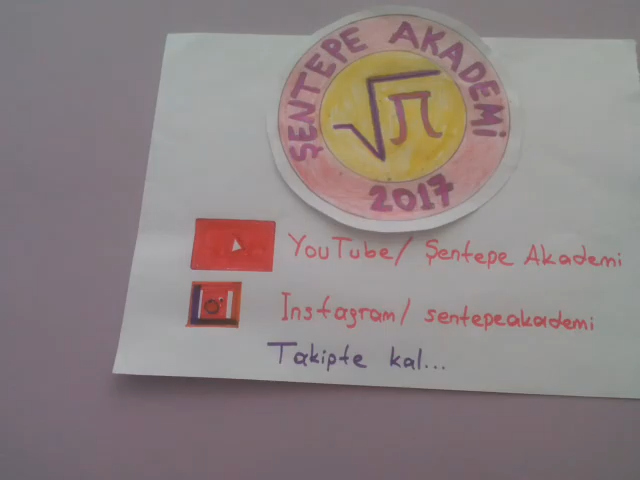 ŞENTEPE AKADEMİ
√π
2017
YouTube/ Şentepe Akademi
Instagram/ sentepeakademi
Takipte kal...